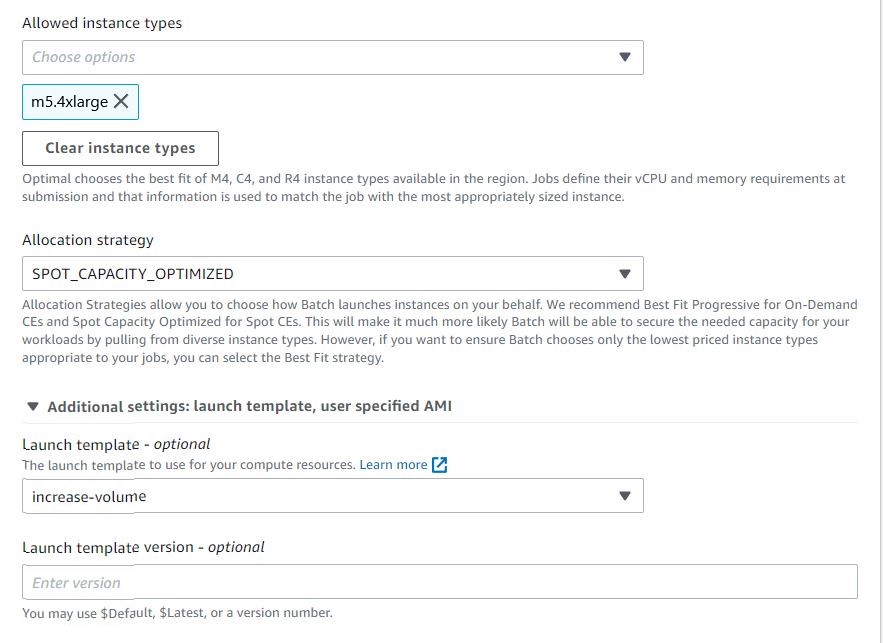 Allowed instance types
Choose options
m5.4xlarge
Clear instance types
Optimal chooses the best fit of M4, C4, and R4 instance types available in the region. Jobs define their vCPU and memory requirements at
submission and that information is used to match the job with the most appropriately sized instance.
Allocation strategy
SPOT_CAPACITY_OPTIMIZED
Allocation Strategies allow you to choose how Batch launches instances on your behalf. We recommend Best Fit Progressive for On-Demand
CEs and Spot Capacity Optimized for Spot CEs. This will make it much more likely Batch will be able to secure the needed capacity for your
workloads by pulling from diverse instance types. However, if you want to ensure Batch chooses only the lowest priced instance types
appropriate to your jobs, you can select the Best Fit strategy.
Additional settings: launch template, user specified AMI
Launch template - optional
The launch template to use for your compute resources. Learn more
increase-volume
Launch template version - optional
Enter version
You may use $Default, $Latest, or a version number.